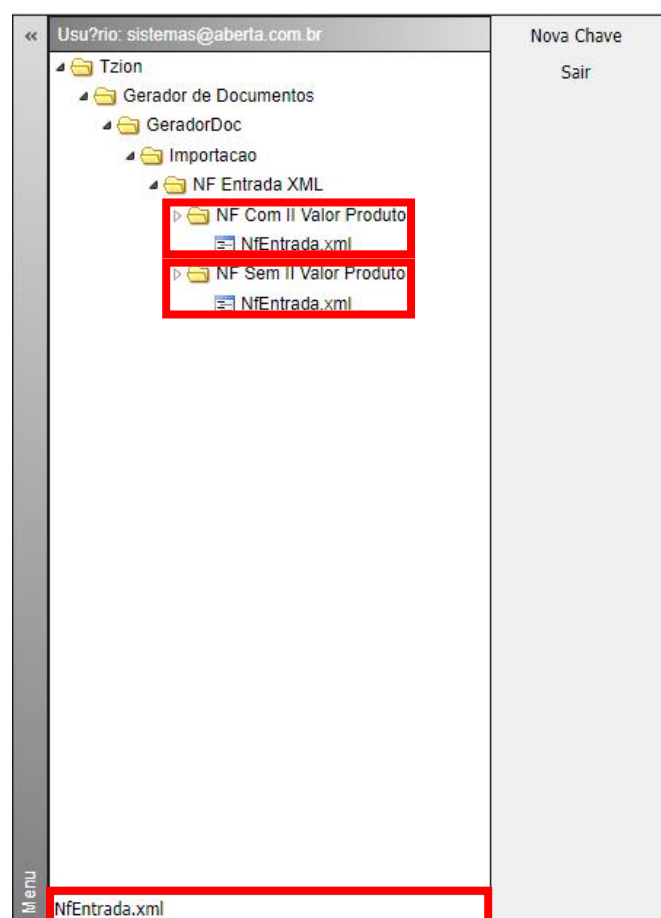 «
Usu?rio: sistemas@aberta.com.br
Nova Chave
Sair
Tzion
Gerador de Documentos
GeradorDoc
Importacao
NF Entrada XML
NF Com II Valor Produto
NfEntrada.xml
NF Sem II Valor Produto
NfEntrada.xml
Menu
NfEntrada.xml